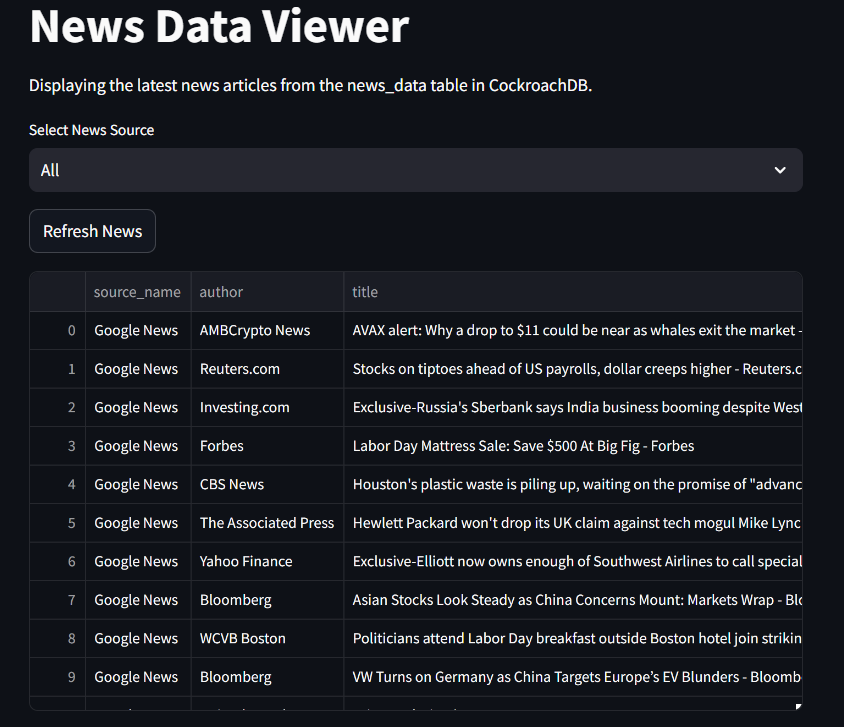 News Data Viewer
Displaying the latest news articles from the news_data table in CockroachDB.
Select News Source
All
Refresh News
source_name author title
0 Google News AMBCrypto News AVAX alert: Why a drop to $11 could be near as whales exit the market -
1 Google News Reuters.com Stocks on tiptoes ahead of US payrolls, dollar creeps higher - Reuters.c
2 Google News Investing.com Exclusive-Russia's Sberbank says India business booming despite West
3 Google News Forbes Labor Day Mattress Sale: Save $500 At Big Fig - Forbes
4 Google News CBS News Houston's plastic waste is piling up, waiting on the promise of "advanc
5 Google News The Associated Press Hewlett Packard won't drop its UK claim against tech mogul Mike Lync
6 Google News Yahoo Finance Exclusive-Elliott now owns enough of Southwest Airlines to call special
7 Google News Bloomberg Asian Stocks Look Steady as China Concerns Mount: Markets Wrap - Blo
8 Google News WCVB Boston Politicians attend Labor Day breakfast outside Boston hotel join strikin
9 Google News Bloomberg VW Turns on Germany as China Targets Europe’s EV Blunders - Bloomb